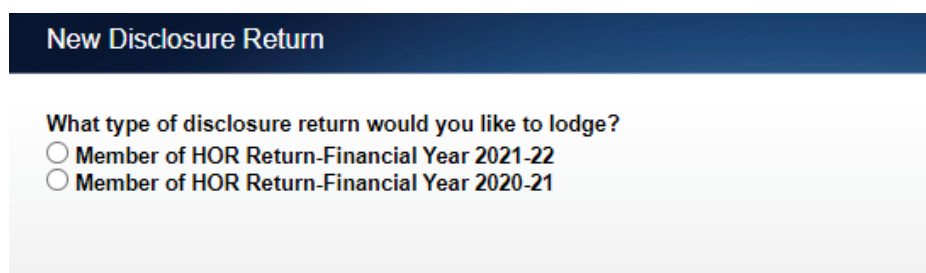 New Disclosure Return
What type of disclosure return would you like to lodge?
Member of HOR Return-Financial Year 2021-22
Member of HOR Return-Financial Year 2020-21